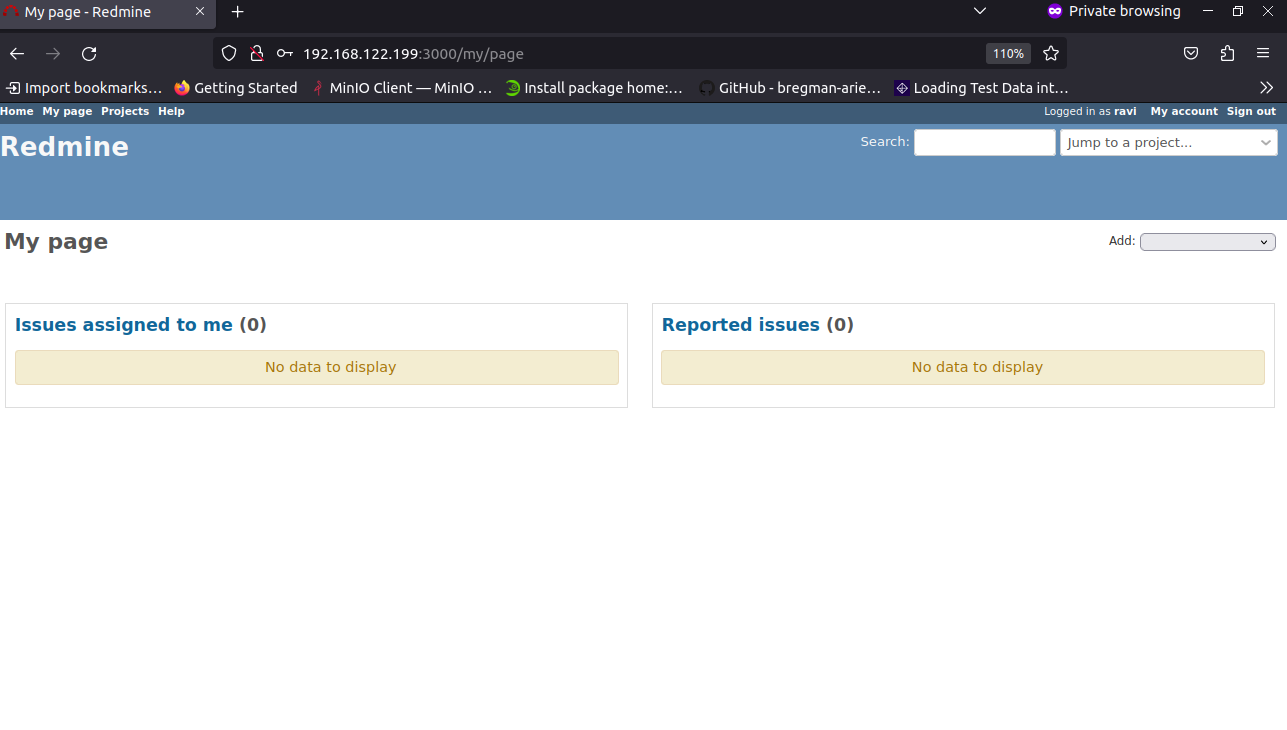 My page - Redmine
Private browsing
192.168.122.199:3000/my/page
110%
Import bookmarks... Getting Started MinIO Client — MinIO ... Install package home:... GitHub - bregman-arie... Loading Test Data int...
Home My page Projects Help
Logged in as ravi My account Sign out
Redmine
Search: Jump to a project...
My page
Add:
Issues assigned to me (0)
No data to display
Reported issues (0)
No data to display